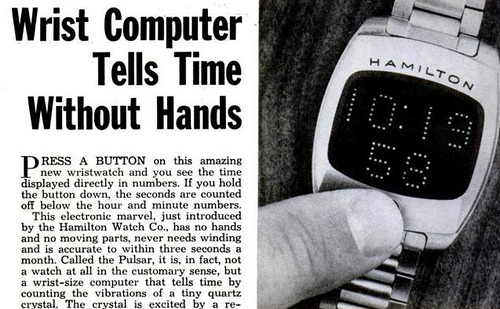 Wrist Computer
Tells Time
Without Hands
PRESS A BUTTON on this amazing
new wristwatch and you see the time
displayed directly in numbers. If you hold
the button down, the seconds are counted
off below the hour and minute numbers.
This electronic marvel, just introduced
by the Hamilton Watch Co., has no hands
and no moving parts, never needs winding
and is accurate to within three seconds a
month. Called the Pulsar, it is, in fact, not
a watch at all in the customary sense, but
a wrist-size computer that tells time by
counting the vibrations of a tiny quartz
crystal. The crystal is excited by a re-
HAMILTON
10:19
58